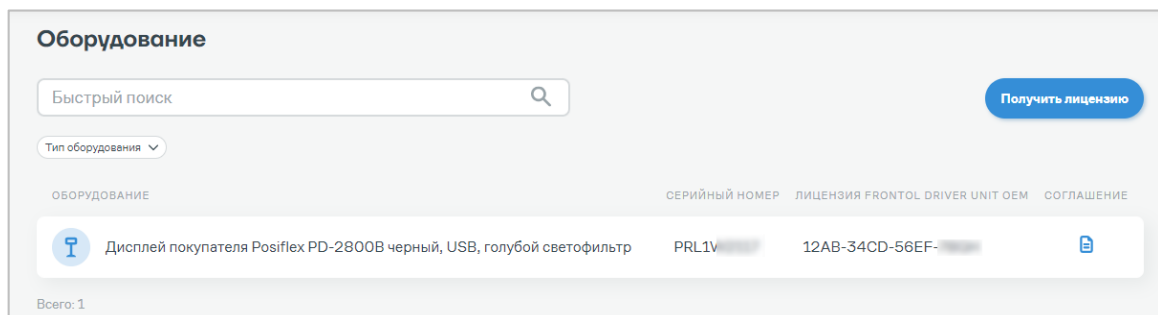 Оборудование
Быстрый поиск
Получить лицензию
Тип оборудования
ОБОРУДОВАНИЕ СЕРИЙНЫЙ НОМЕР ЛИЦЕНЗИЯ FRONTOL DRIVER UNIT OEM СОГЛАШЕНИЕ
Дисплей покупателя Posiflex PD-2800B черный, USB, голубой светофильтр PRL1 12AB-34CD-56EF-
Всего: 1